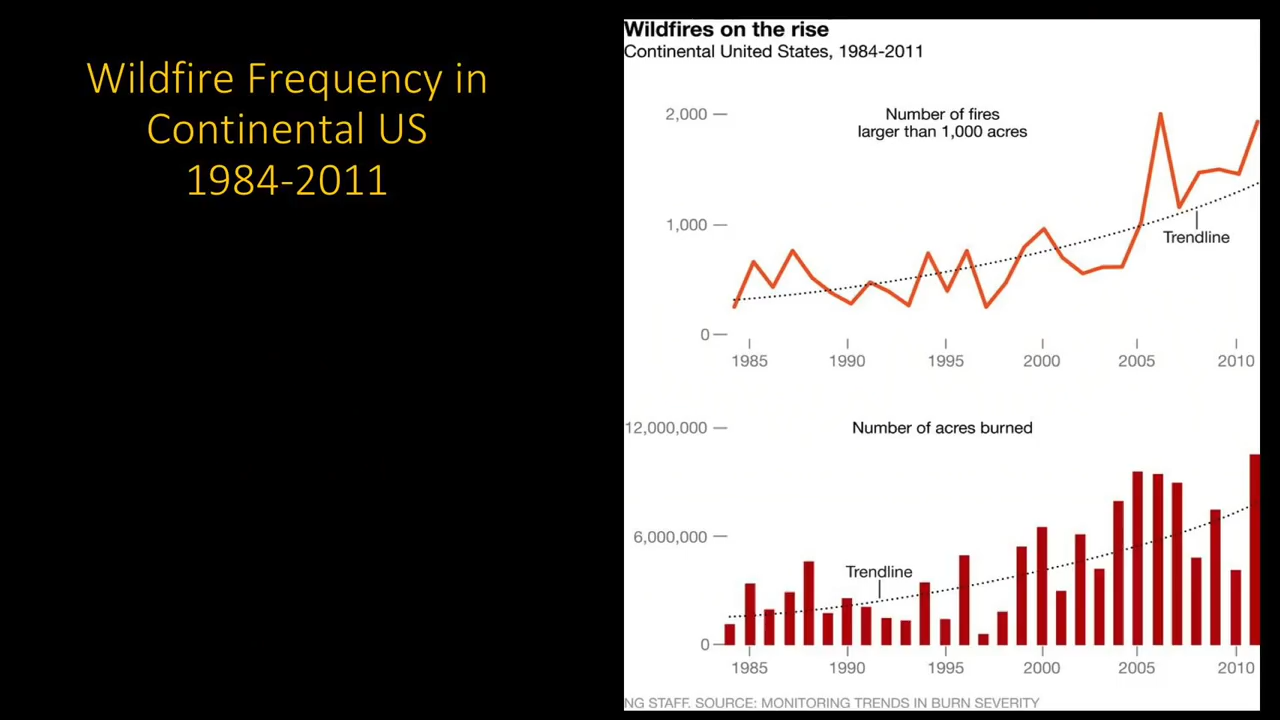 Wildfire Frequency in
Continental US
1984-2011
Wildfires on the rise
Continental United States, 1984-2011
Number of fires
larger than 1,000 acres
2,000
1,000
0
Trendline
1985 1990 1995 2000 2005 2010
Number of acres burned
12,000,000
6,000,000
0
Trendline
1985 1990 1995 2000 2005 2010
NG STAFF. SOURCE: MONITORING TRENDS IN BURN SEVERITY